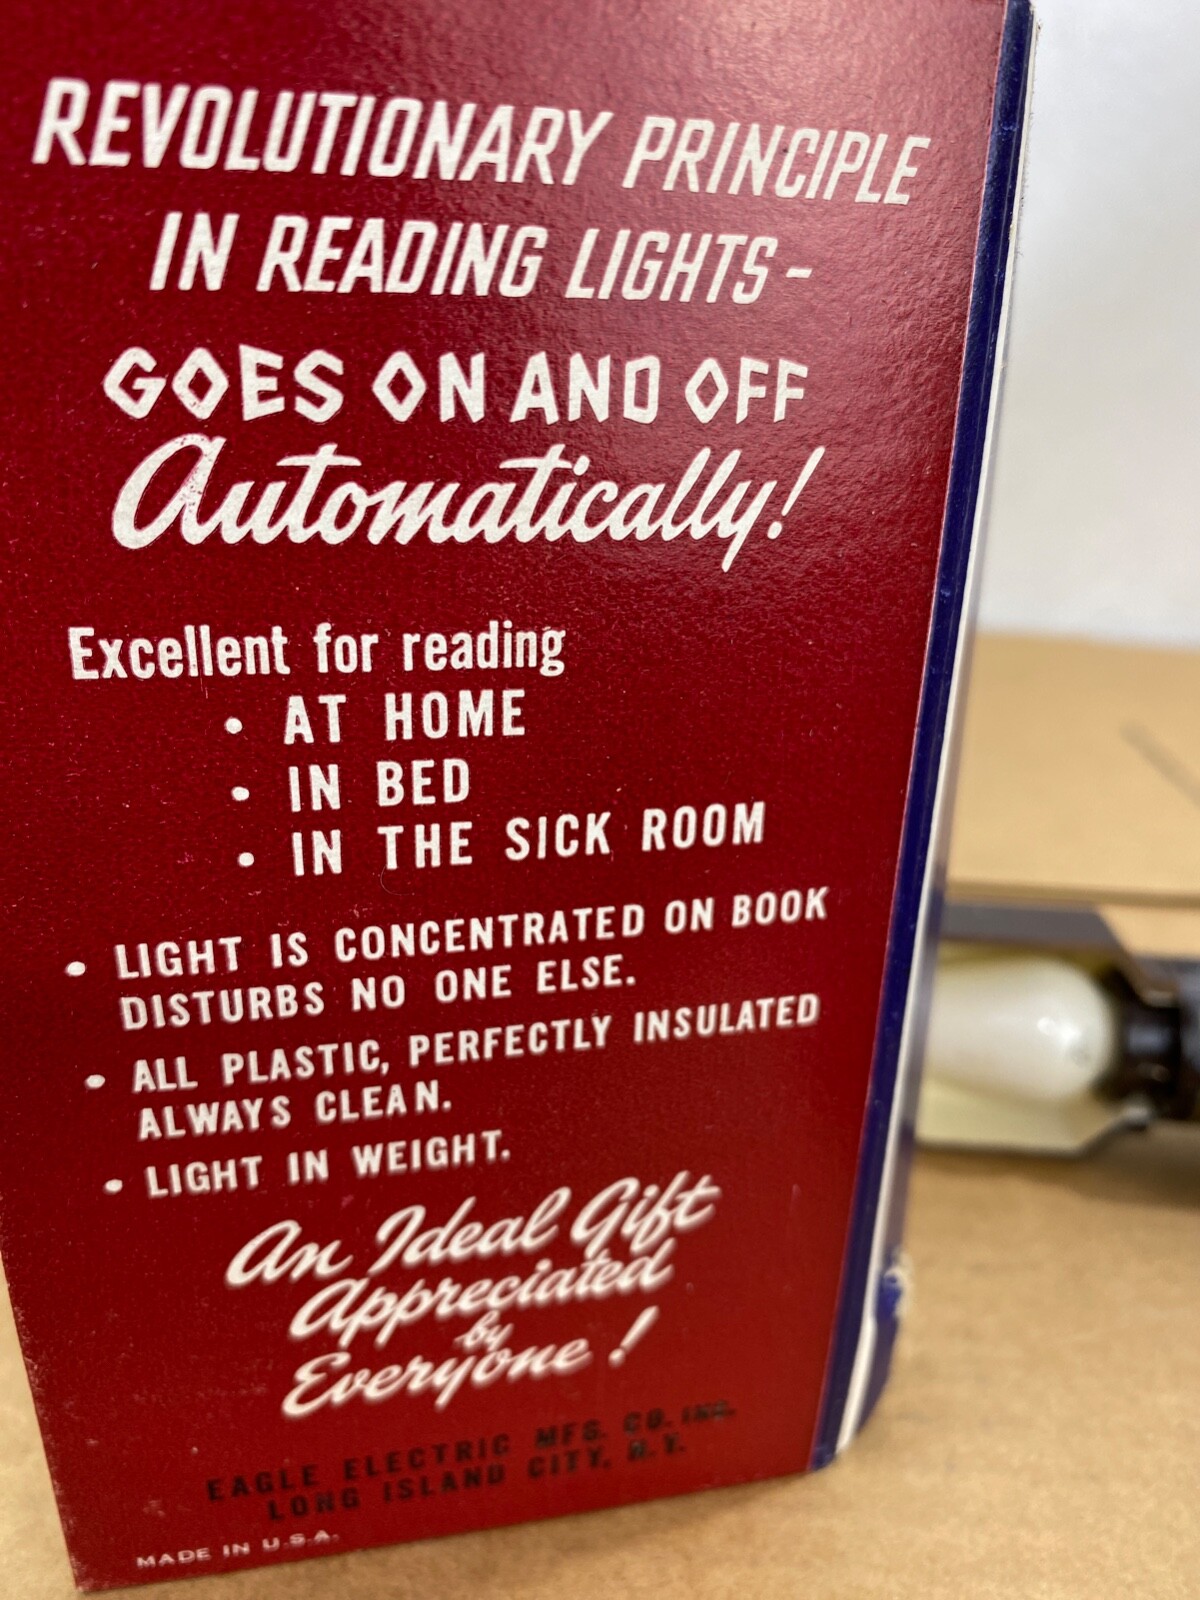 REVOLUTIONARY PRINCIPLE
IN READING LIGHTS-
GOES ON AND OFF
Automatically!
Excellent for reading
• AT HOME
• IN BED
• IN THE SICK ROOM
• LIGHT IS CONCENTRATED ON BOOK
DISTURBS NO ONE ELSE.
• ALL PLASTIC, PERFECTLY INSULATED
ALWAYS CLEAN.
• LIGHT IN WEIGHT.
An Ideal Gift
Appreciated
by
Everyone!
EAGLE ELECTRIC MFG. CO. INC.
LONG ISLAND CITY, N.Y.
MADE IN U.S.A.